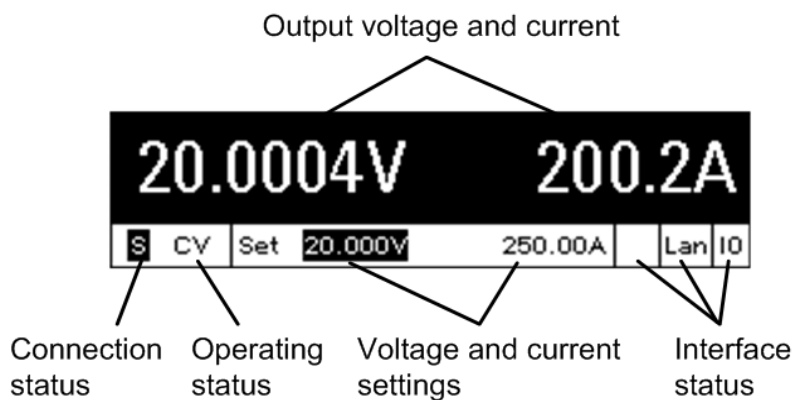 Output voltage and current
20.0004V 200.2A
S CV Set 20.000V 250.00A Lan IO
Connection status
Operating status
Voltage and current settings
Interface status